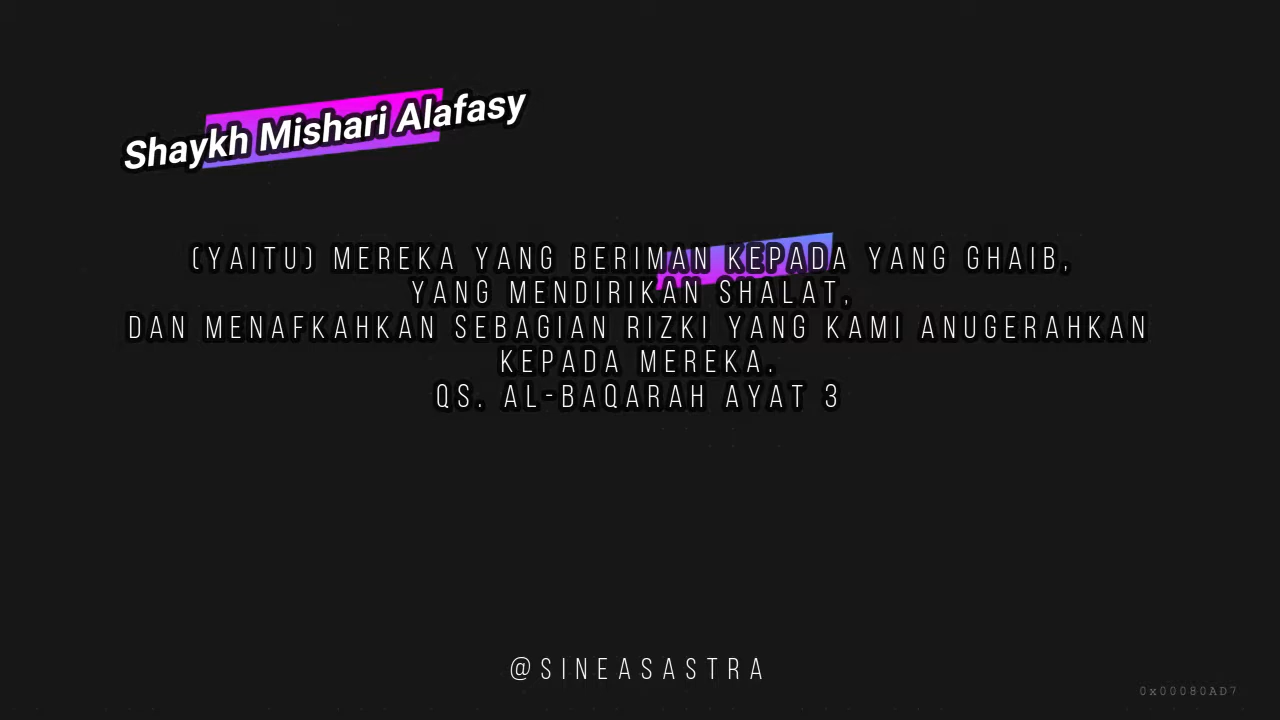 Shaykh Mishari Alafasy
(YAITU) MEREKA YANG BERIMAN KEPADA YANG GHAIB,
YANG MENDIRIKAN SHALAT,
DAN MENAFKAHKAN SEBAGIAN RIZKI YANG KAMI ANUGERAHKAN
KEPADA MEREKA.
QS. AL-BAQARAH AYAT 3
@SINEASASTRA
0x00080AD7